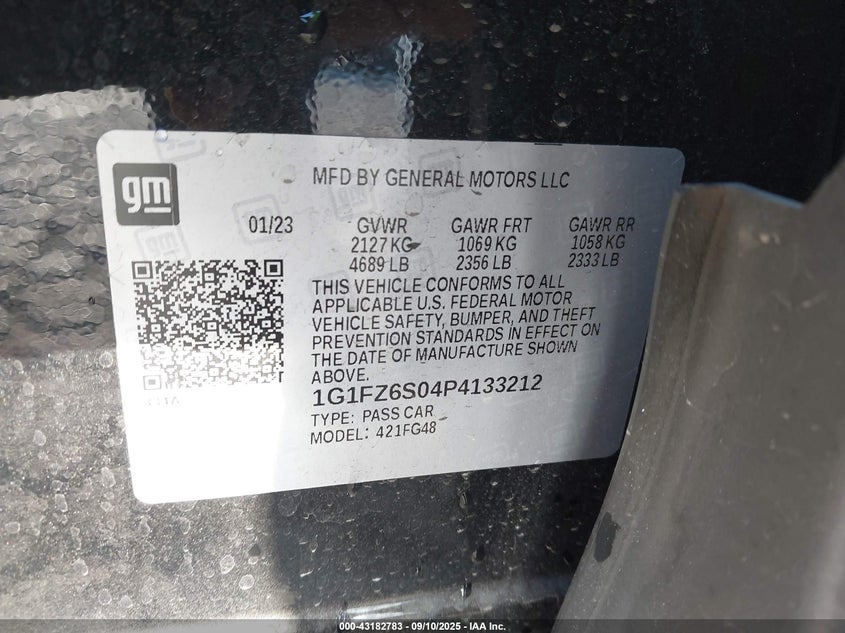 gm
MFD BY GENERAL MOTORS LLC
01/23 GVWR GAWR FRT GAWR RR
2127 KG 1069 KG 1058 KG
4689 LB 2356 LB 2333 LB
THIS VEHICLE CONFORMS TO ALL
APPLICABLE U.S. FEDERAL MOTOR
VEHICLE SAFETY, BUMPER, AND THEFT
PREVENTION STANDARDS IN EFFECT ON
THE DATE OF MANUFACTURE SHOWN
ABOVE.
1G1FZ6S04P4133212
TYPE: PASS CAR
MODEL: 421FG48
000-43182783 - 09/10/2025 - IAA Inc.